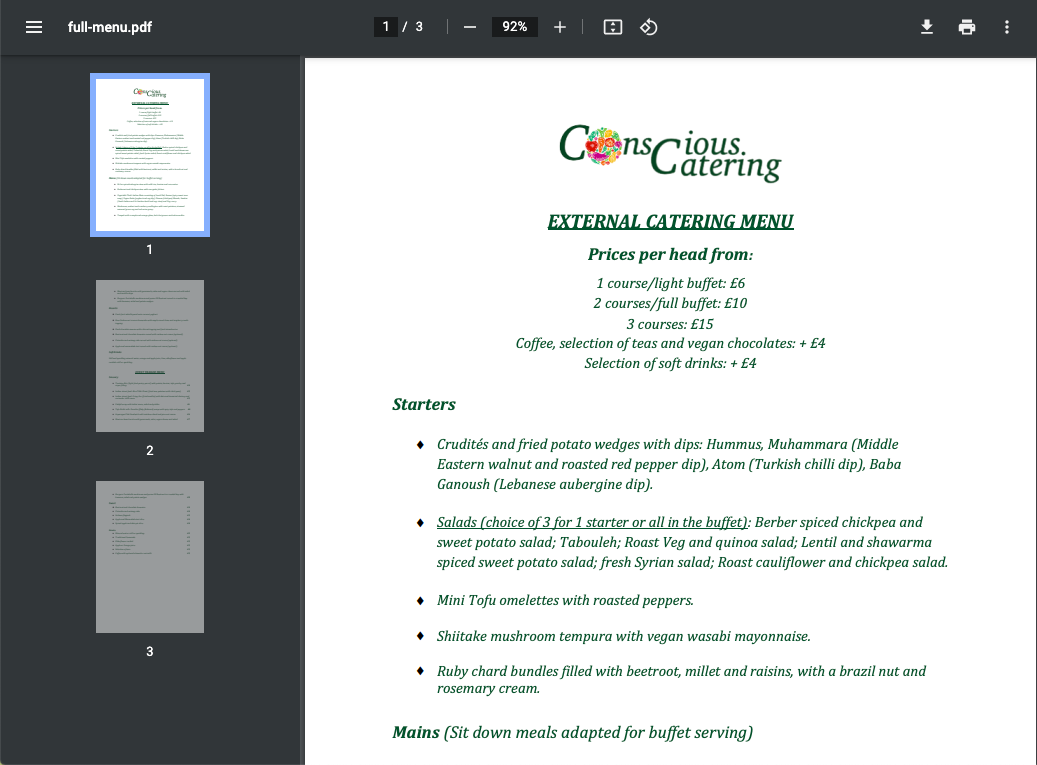 full-menu.pdf
1 / 3
92%
1
2
3
Conscious.
Catering
EXTERNAL CATERING MENU
Prices per head from:
1 course/light buffet: £6
2 courses/full buffet: £10
3 courses: £15
Coffee, selection of teas and vegan chocolates: + £4
Selection of soft drinks: + £4
Starters
♦ Crudités and fried potato wedges with dips: Hummus, Muhammara (Middle
Eastern walnut and roasted red pepper dip), Atom (Turkish chilli dip), Baba
Ganoush (Lebanese aubergine dip).
♦ Salads (choice of 3 for 1 starter or all in the buffet): Berber spiced chickpea and
sweet potato salad; Tabouleh; Roast Veg and quinoa salad; Lentil and shawarma
spiced sweet potato salad; fresh Syrian salad; Roast cauliflower and chickpea salad.
♦ Mini Tofu omelettes with roasted peppers.
♦ Shiitake mushroom tempura with vegan wasabi mayonnaise.
♦ Ruby chard bundles filled with beetroot, millet and raisins, with a brazil nut and
rosemary cream.
Mains (Sit down meals adapted for buffet serving)